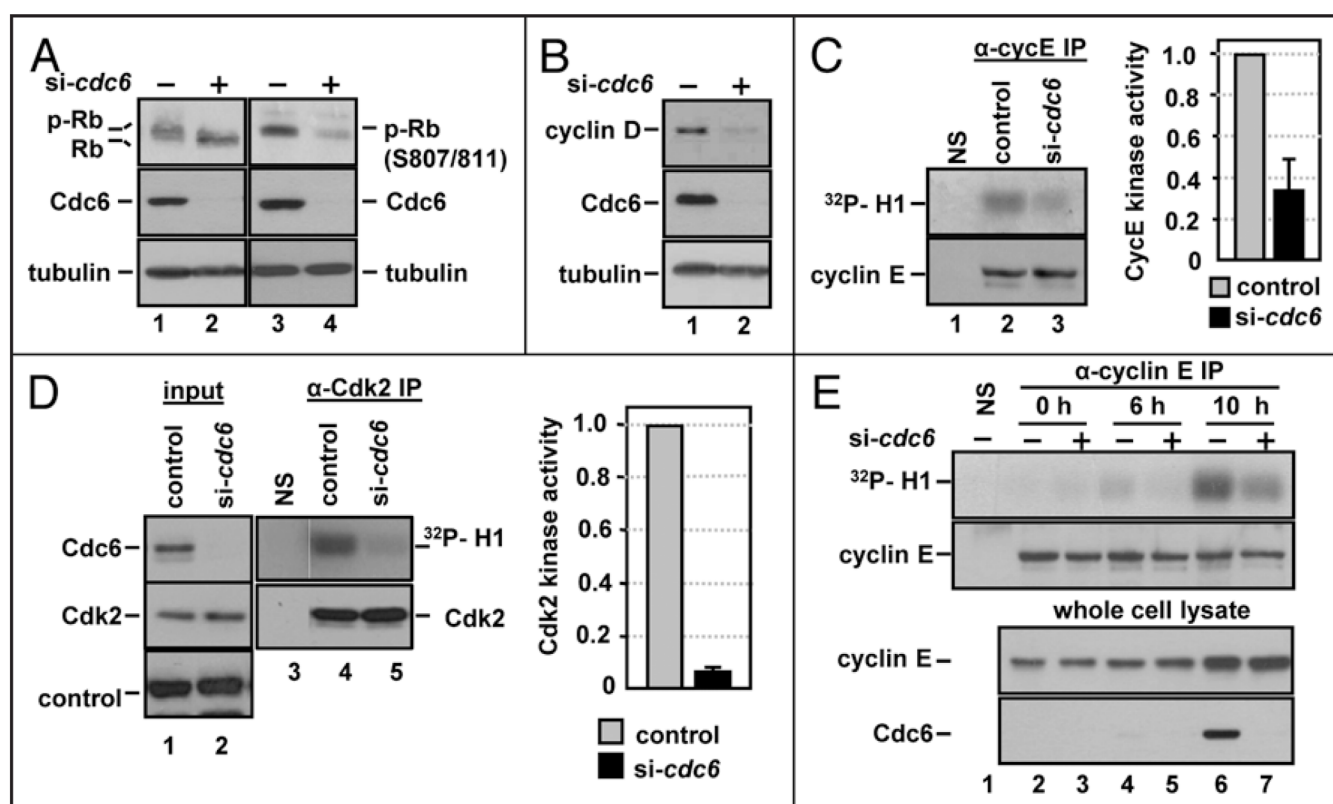 A
si-cdc6 – + – +
p-Rb
Rb
p-Rb
(S807/811)
Cdc6
Cdc6
tubulin
tubulin
1 2 3 4
B
si-cdc6 – +
cyclin D
Cdc6
tubulin
1 2
C
α-cycE IP
NS control si-cdc6
32P- H1
cyclin E
1 2 3
CycE kinase activity
1.0
0.8
0.6
0.4
0.2
0
control
si-cdc6
D
input
α-Cdk2 IP
control si-cdc6 NS control si-cdc6
Cdc6
32P- H1
Cdk2
Cdk2
control
1 2
3 4 5
Cdk2 kinase activity
1.0
0.8
0.6
0.4
0.2
0
control
si-cdc6
E
α-cyclin E IP
NS 0 h 6 h 10 h
si-cdc6 – – + – + – +
32P- H1
cyclin E
whole cell lysate
cyclin E
Cdc6
1 2 3 4 5 6 7